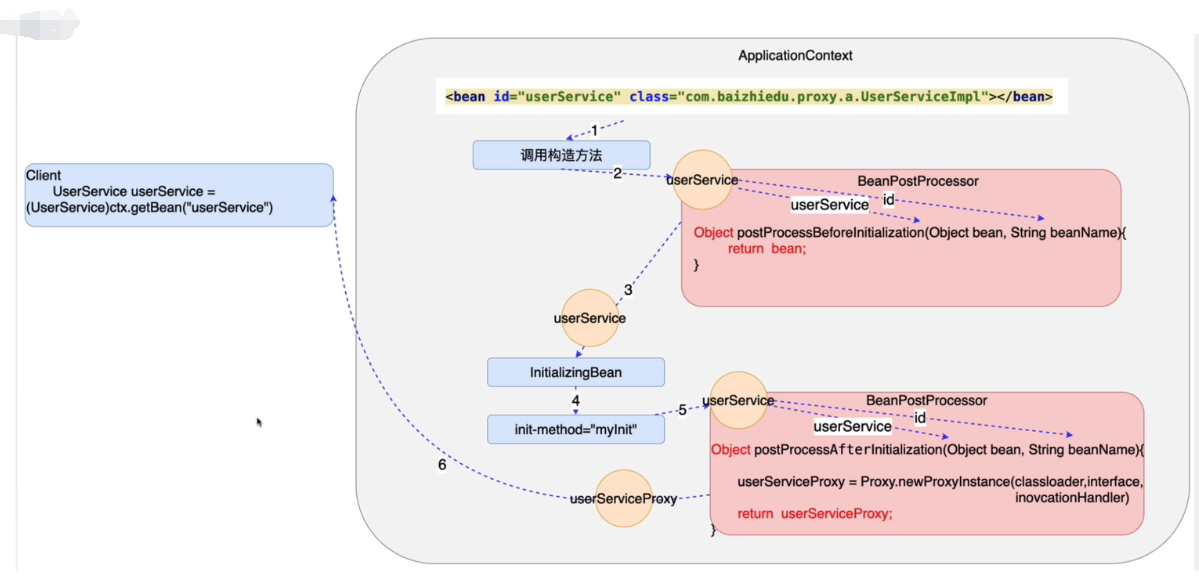 ApplicationContext
<bean id="userService" class="com.baizhiedu.proxy.a.UserServiceImpl"></bean>
1
调用构造方法
2
userService
BeanPostProcessor
id
userService
Object postProcessBeforeInitialization(Object bean, String beanName){
return bean;
}
Client
UserService userService =
(UserService)ctx.getBean("userService")
3
userService
InitializingBean
4
init-method="myInit"
5
userService
BeanPostProcessor
id
userService
Object postProcessAfterInitialization(Object bean, String beanName){
userServiceProxy = Proxy.newProxyInstance(classloader,interface,
inovcationHandler)
return userServiceProxy;
}
6
userServiceProxy